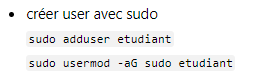 • créer user avec sudo
sudo adduser etudiant
sudo usermod -aG sudo etudiant